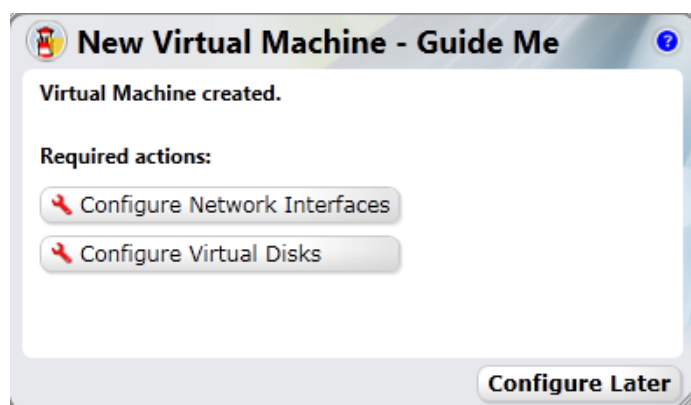 New Virtual Machine - Guide Me
?
Virtual Machine created.
Required actions:
Configure Network Interfaces
Configure Virtual Disks
Configure Later